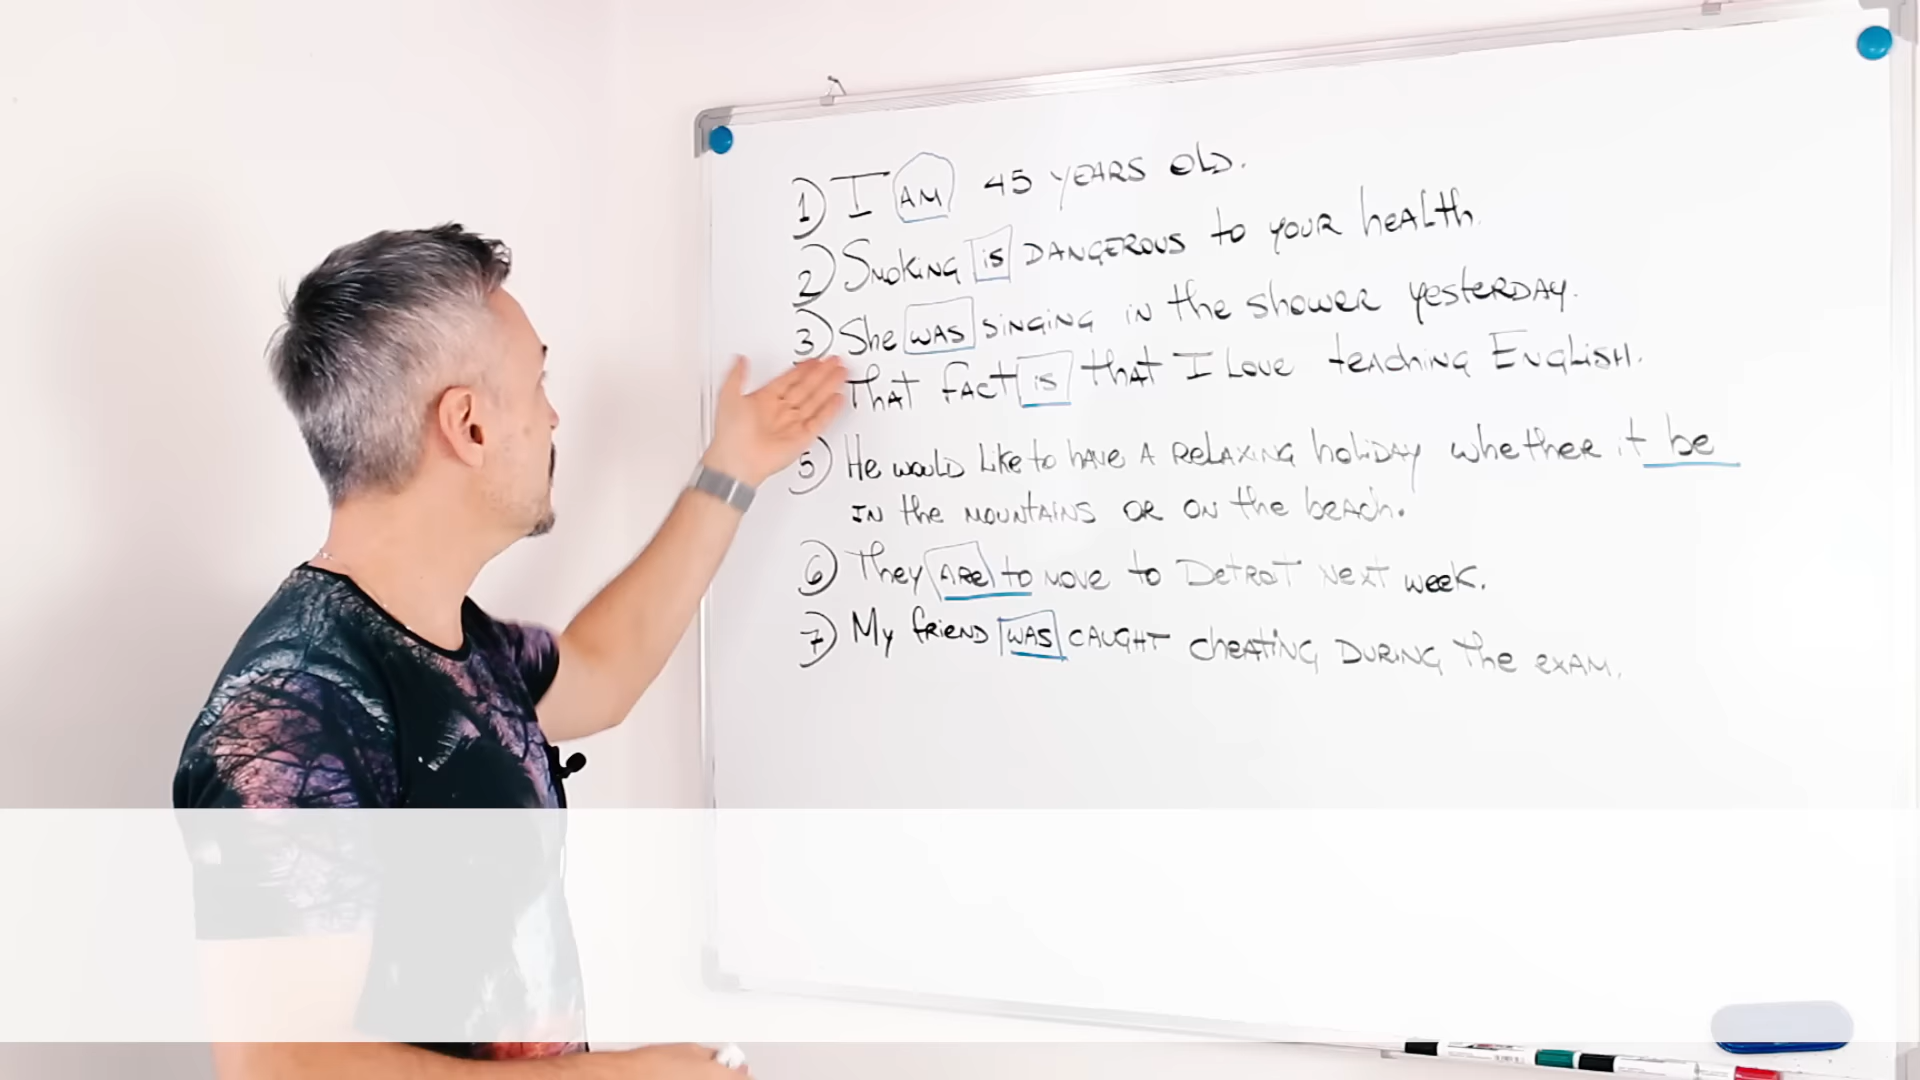 1) I AM 45 YEARS OLD.
2) Smoking is DANGEROUS to your heALth.
3) She WAS singing in the shower yesterDAY.
That fact is that I Love teaching English.
5) He would like to have A RELAXING holiday whether it be
IN the MOUNTAINS OR ON the beach.
6) They ARE to move to Detroit next week.
7) My friend WAS CAUGHT cheating DURING the exam.